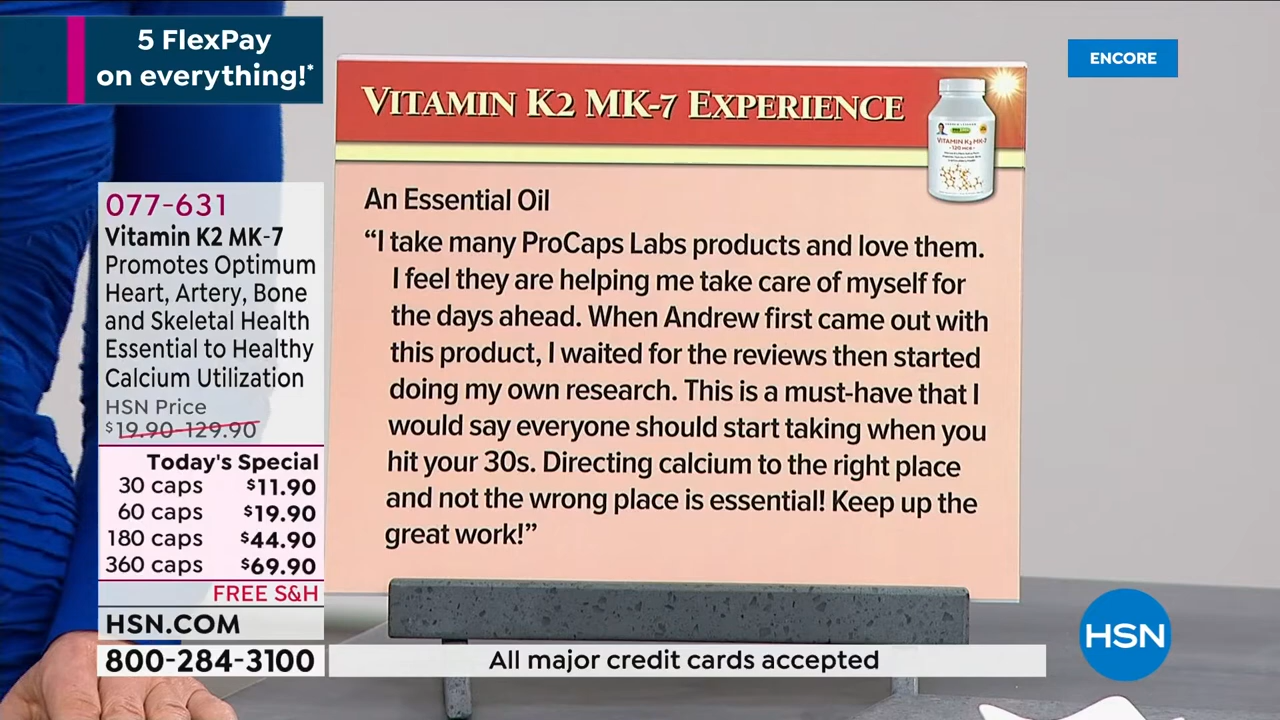 5 FlexPay
on everything!*
ENCORE
VITAMIN K2 MK-7 EXPERIENCE
VITAMIN K2 MK-7
An Essential Oil
“I take many ProCaps Labs products and love them.
I feel they are helping me take care of myself for
the days ahead. When Andrew first came out with
this product, I waited for the reviews then started
doing my own research. This is a must-have that I
would say everyone should start taking when you
hit your 30s. Directing calcium to the right place
and not the wrong place is essential! Keep up the
great work!”
077-631
Vitamin K2 MK-7
Promotes Optimum
Heart, Artery, Bone
and Skeletal Health
Essential to Healthy
Calcium Utilization
HSN Price
$19.90-129.90
Today's Special
30 caps $11.90
60 caps $19.90
180 caps $44.90
360 caps $69.90
FREE S&H
HSN.COM
800-284-3100
All major credit cards accepted
HSN